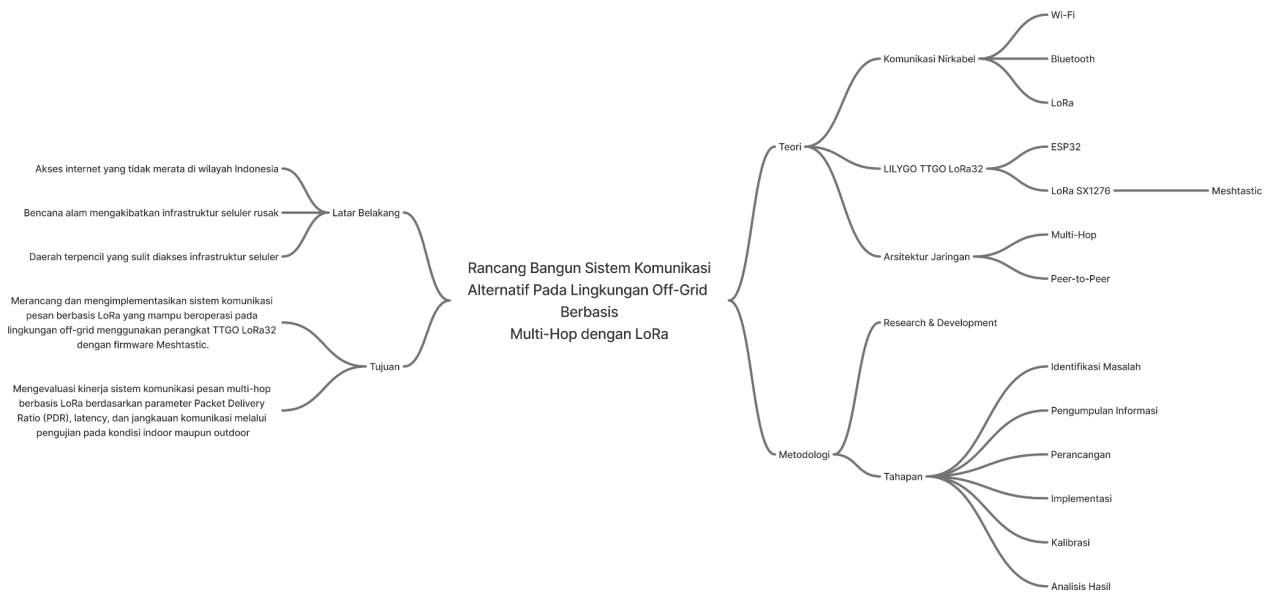 Rancang Bangun Sistem Komunikasi
Alternatif Pada Lingkungan Off-Grid
Berbasis
Multi-Hop dengan LoRa
Latar Belakang
Akses internet yang tidak merata di wilayah Indonesia
Bencana alam mengakibatkan infrastruktur seluler rusak
Daerah terpencil yang sulit diakses infrastruktur seluler
Tujuan
Merancang dan mengimplementasikan sistem komunikasi
pesan berbasis LoRa yang mampu beroperasi pada
lingkungan off-grid menggunakan perangkat TTGO LoRa32
dengan firmware Meshtastic.
Mengevaluasi kinerja sistem komunikasi pesan multi-hop
berbasis LoRa berdasarkan parameter Packet Delivery
Ratio (PDR), latency, dan jangkauan komunikasi melalui
pengujian pada kondisi indoor maupun outdoor
Teori
Komunikasi Nirkabel
Wi-Fi
Bluetooth
LoRa
LILYGO TTGO LoRa32
ESP32
LoRa SX1276
Meshtastic
Arsitektur Jaringan
Multi-Hop
Peer-to-Peer
Metodologi
Research & Development
Tahapan
Identifikasi Masalah
Pengumpulan Informasi
Perancangan
Implementasi
Kalibrasi
Analisis Hasil